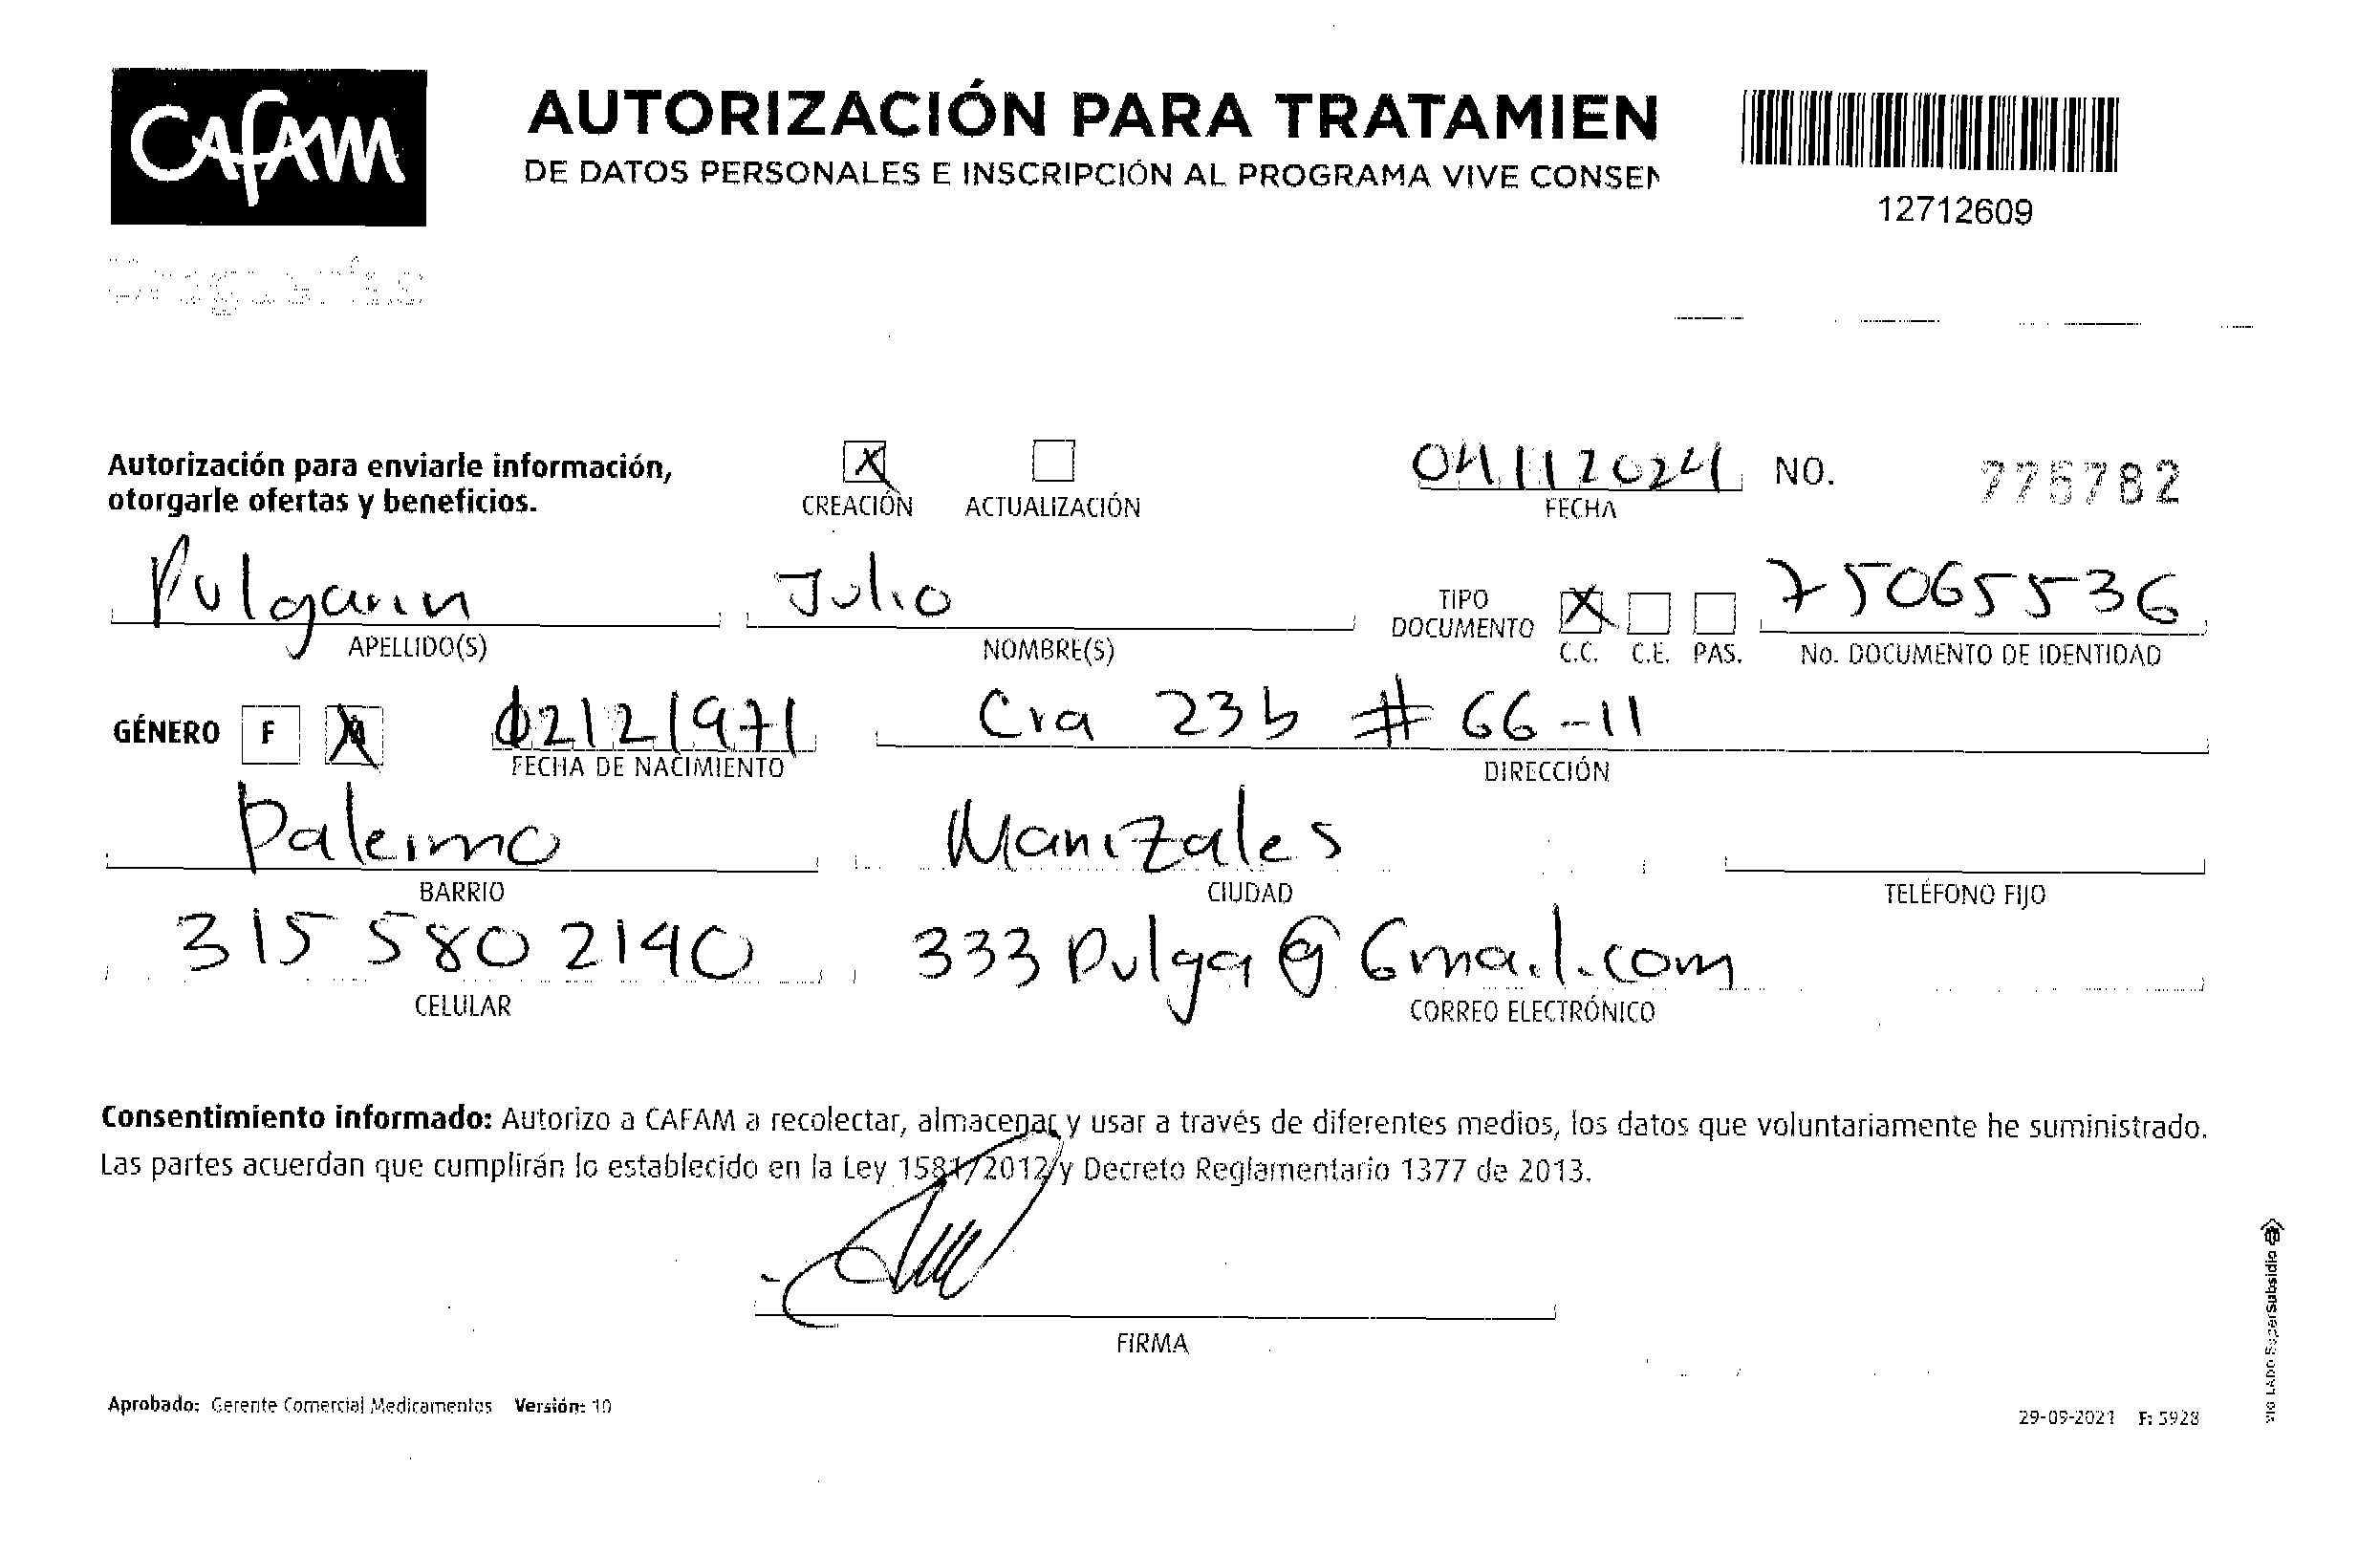 CAFAM
AUTORIZACIÓN PARA TRATAMIEN
DE DATOS PERSONALES E INSCRIPCIÓN AL PROGRAMA VIVE CONSEN
12712609
Droguerías
Autorización para enviarle información,
otorgarle ofertas y beneficios.
X CREACIÓN ACTUALIZACIÓN
04112024 FECHA
NO. 775782
Pulgarin APELLIDO(S)
Julio NOMBRE(S)
TIPO DOCUMENTO X C.C. C.E. PAS.
75065536 No. DOCUMENTO DE IDENTIDAD
GÉNERO F M
02121971 FECHA DE NACIMIENTO
Cra 23b # 66-11 DIRECCIÓN
Palermo BARRIO
Manizales CIUDAD
TELÉFONO FIJO
315 580 2140 CELULAR
333pulga@Gmail.com CORREO ELECTRÓNICO
Consentimiento informado: Autorizo a CAFAM a recolectar, almacenar y usar a través de diferentes medios, los datos que voluntariamente he suministrado.
Las partes acuerdan que cumplirán lo establecido en la Ley 1581/2012 y Decreto Reglamentario 1377 de 2013.
FIRMA
Aprobado: Gerente Comercial Medicamentos Versión: 10
29-09-2021 F: 5928
VIGILADO SuperSubsidio